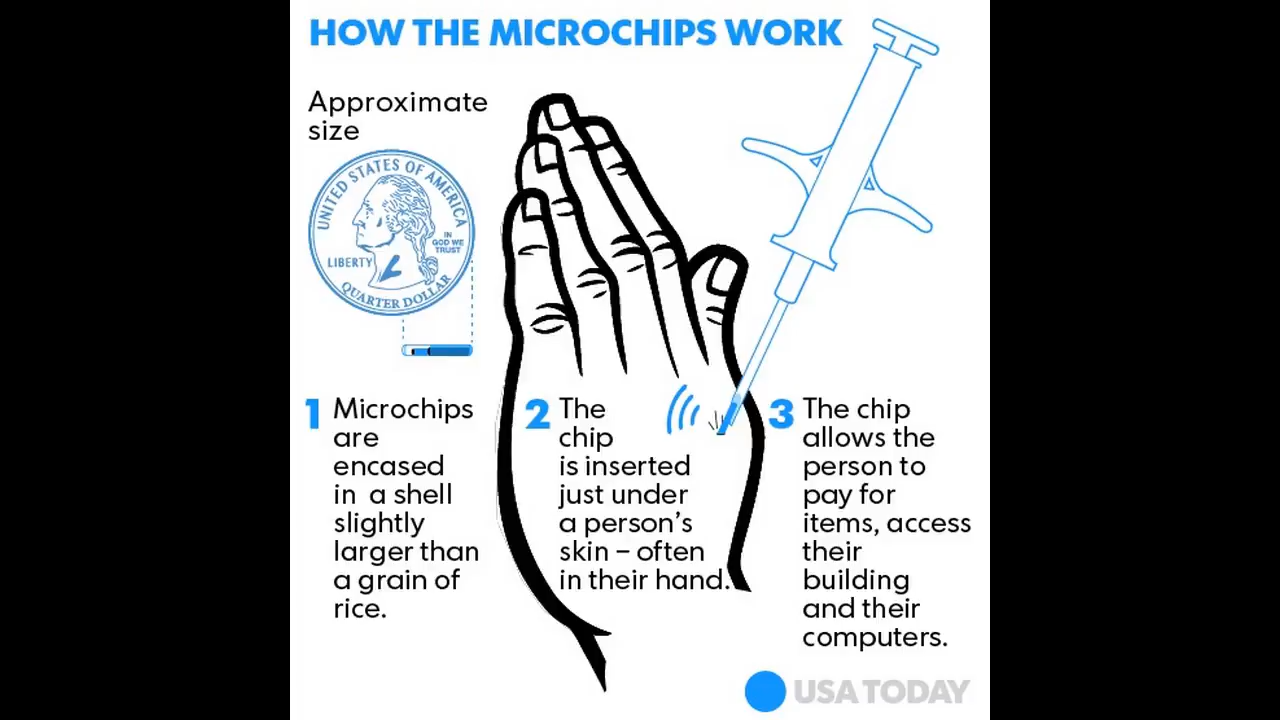 HOW THE MICROCHIPS WORK
Approximate
size
UNITED STATES OF AMERICA
IN
GOD WE
TRUST
LIBERTY
QUARTER DOLLAR
1 Microchips
are
encased
in a shell
slightly
larger than
a grain of
rice.
2 The
chip
is inserted
just under
a person's
skin – often
in their hand.
3 The chip
allows the
person to
pay for
items, access
their
building
and their
computers.
USA TODAY